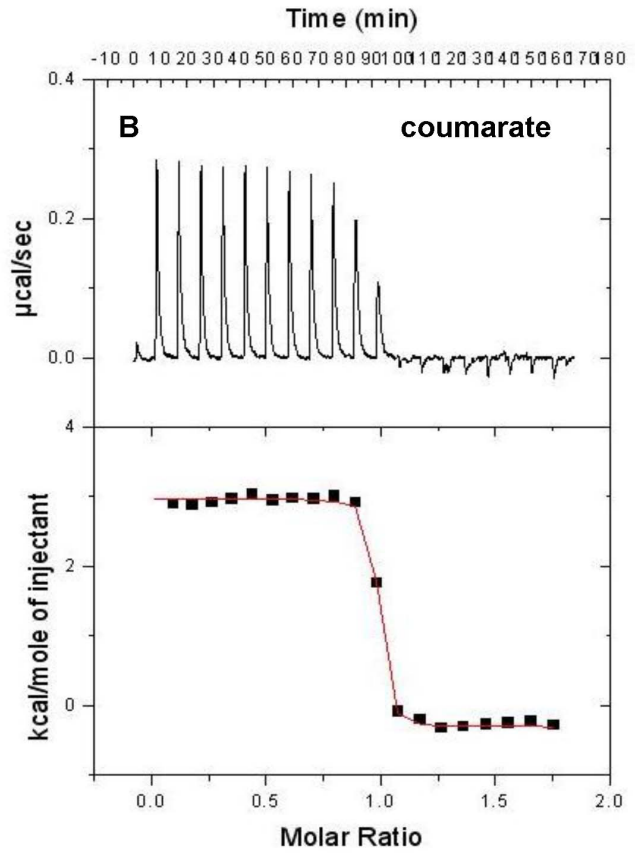 Time (min)
-10 0 10 20 30 40 50 60 70 80 90 100 110 120 130 140 150 160 170 180
0.4
B coumarate
0.2
µcal/sec
0.0
4
2
kcal/mole of injectant
0
0.0 0.5 1.0 1.5 2.0
Molar Ratio